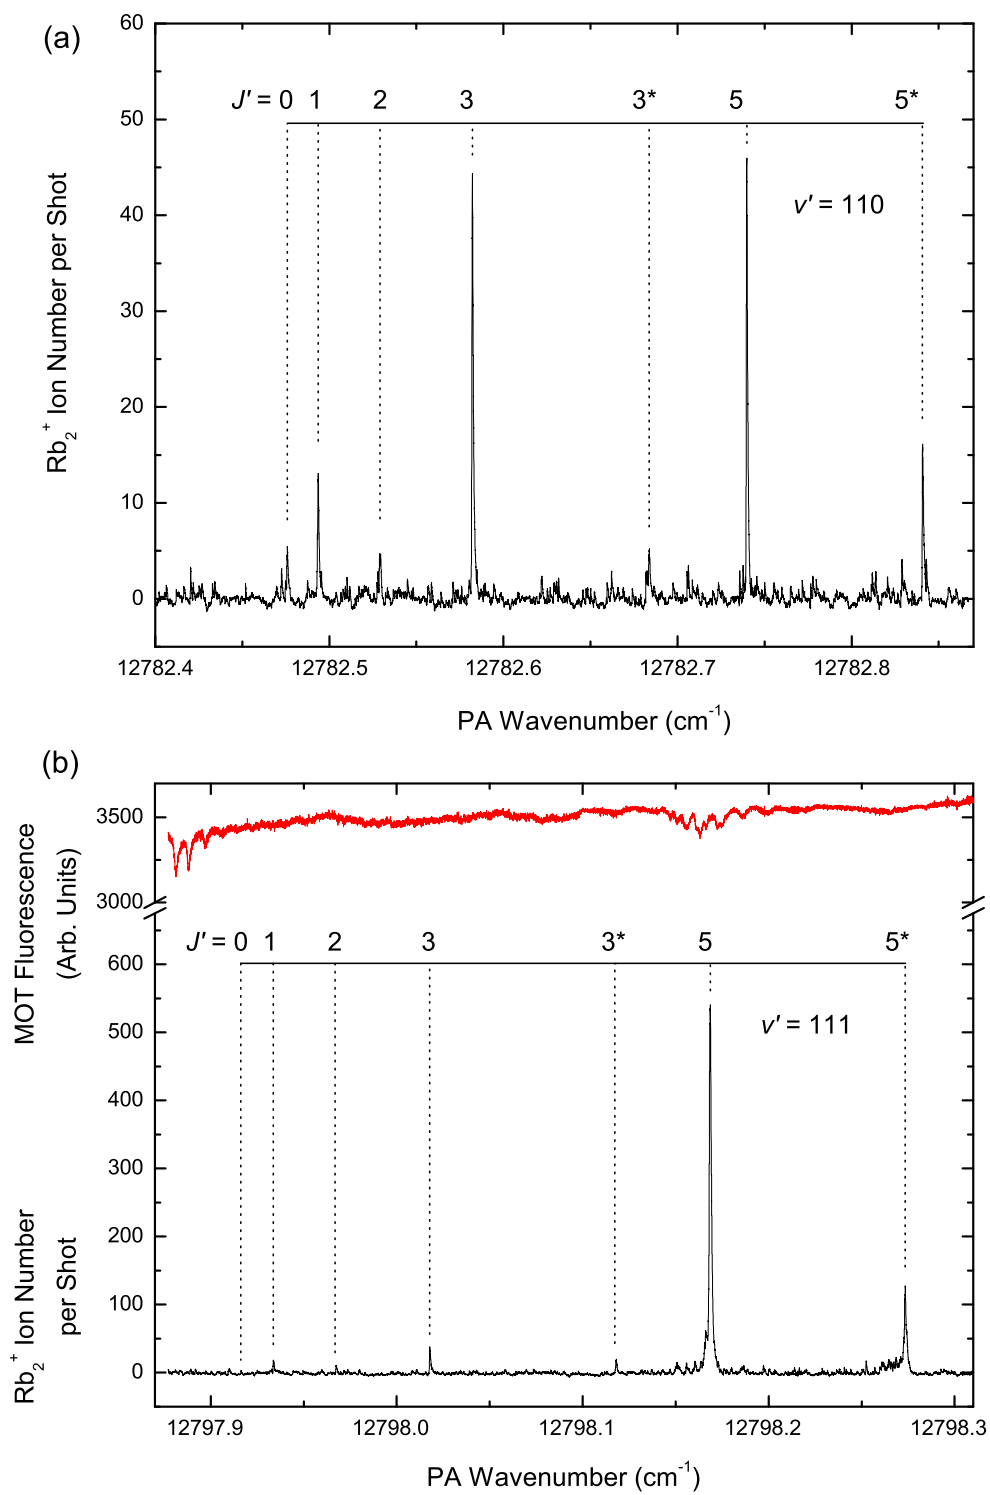 (a)
60
50
40
30
20
10
0
Rb₂⁺ Ion Number per Shot
J′ = 0 1 2 3 3* 5 5*
v′ = 110
12782.4 12782.5 12782.6 12782.7 12782.8
PA Wavenumber (cm⁻¹)
(b)
3500
3000
MOT Fluorescence
(Arb. Units)
J′ = 0 1 2 3 3* 5 5*
600
500
400
300
200
100
0
v′ = 111
Rb₂⁺ Ion Number
per Shot
12797.9 12798.0 12798.1 12798.2 12798.3
PA Wavenumber (cm⁻¹)